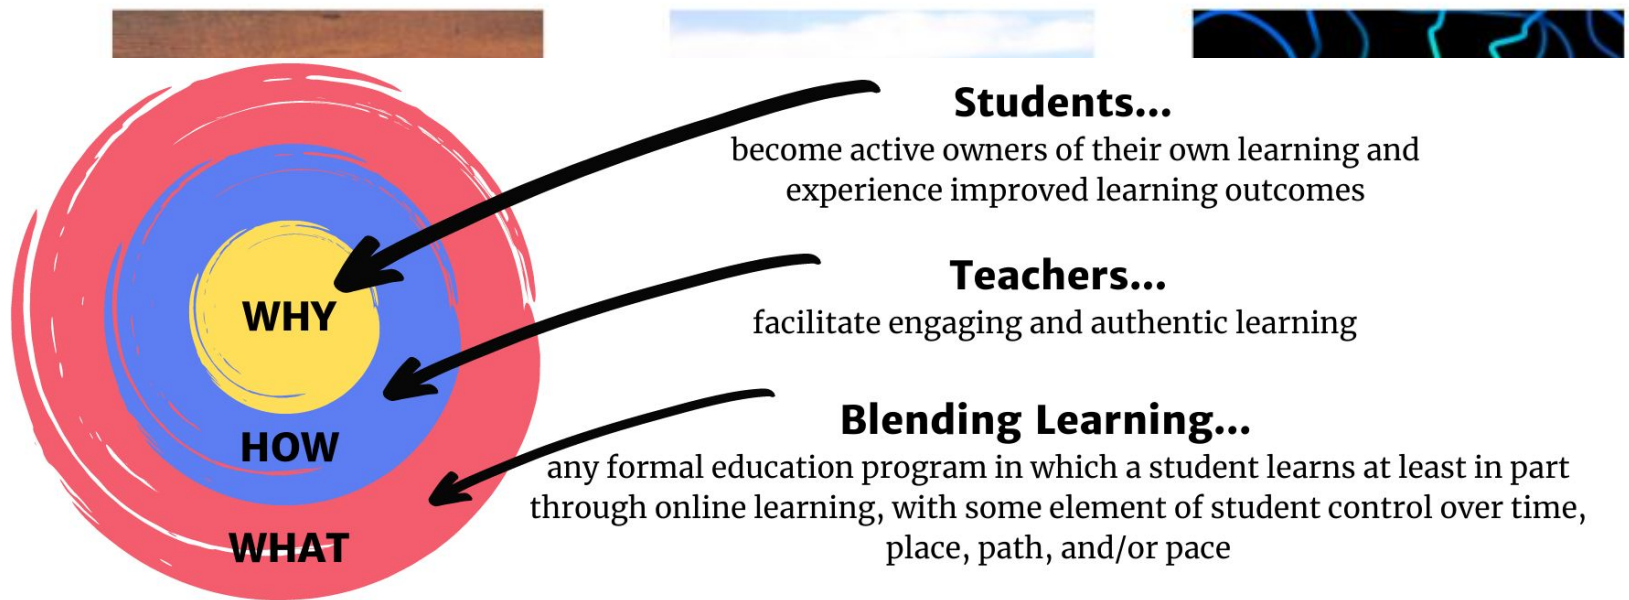 Students...
become active owners of their own learning and
experience improved learning outcomes
WHY
Teachers...
facilitate engaging and authentic learning
HOW
Blending Learning...
any formal education program in which a student learns at least in part
through online learning, with some element of student control over time,
place, path, and/or pace
WHAT